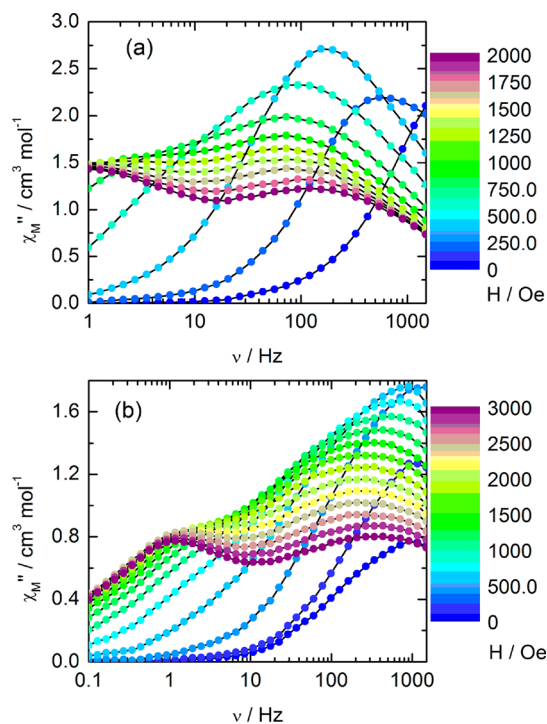 (a)
3.0
2.5
2.0
1.5
1.0
0.5
0.0
χM'' / cm³ mol⁻¹
1 10 100 1000
ν / Hz
2000
1750
1500
1250
1000
750.0
500.0
250.0
0
H / Oe
(b)
1.6
1.2
0.8
0.4
0.0
χM'' / cm³ mol⁻¹
0.1 1 10 100 1000
ν / Hz
3000
2500
2000
1500
1000
500.0
0
H / Oe